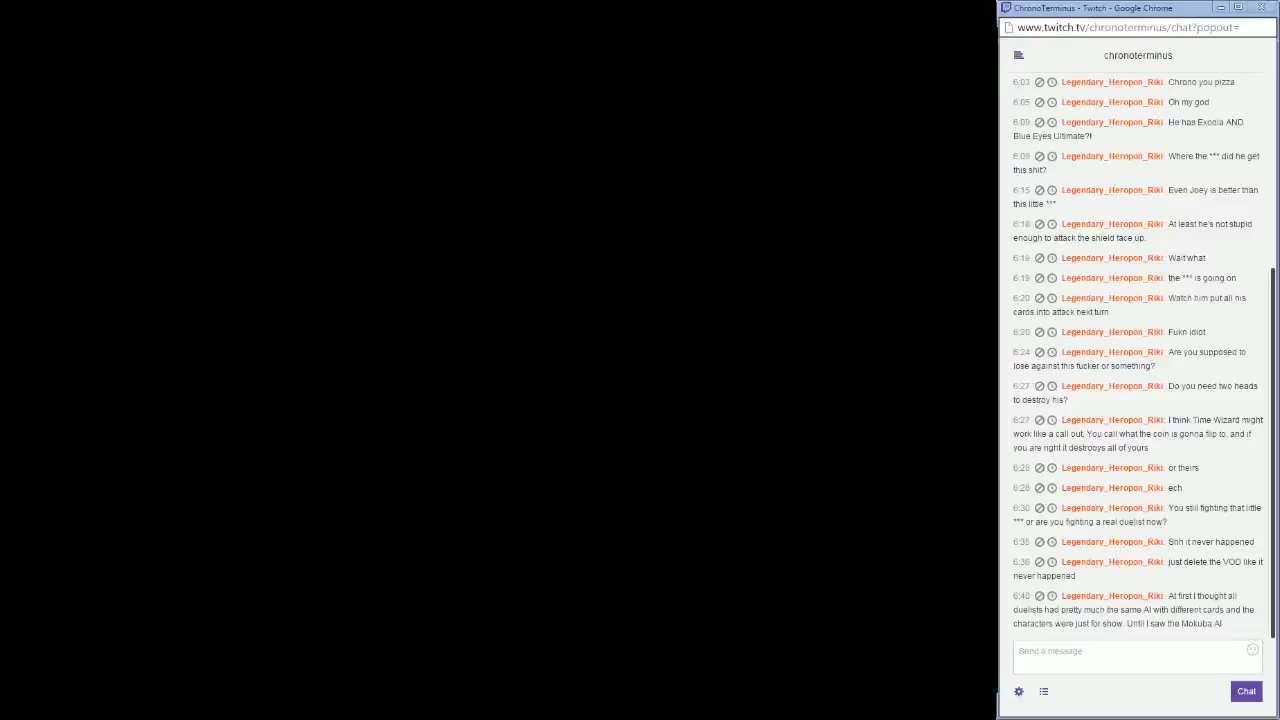 ChronoTerminus - Twitch - Google Chrome
www.twitch.tv/chronoterminus/chat?popout=
chronoterminus
6:03 Legendary_Heropon_Riki: Chrono you pizza
6:05 Legendary_Heropon_Riki: Oh my god
6:09 Legendary_Heropon_Riki: He has Exodia AND
Blue Eyes Ultimate?!
6:09 Legendary_Heropon_Riki: Where the *** did he get
this shit?
6:15 Legendary_Heropon_Riki: Even Joey is better than
this little ***
6:18 Legendary_Heropon_Riki: At least he's not stupid
enough to attack the shield face up.
6:19 Legendary_Heropon_Riki: Wait what
6:19 Legendary_Heropon_Riki: the *** is going on
6:20 Legendary_Heropon_Riki: Watch him put all his
cards into attack next turn
6:20 Legendary_Heropon_Riki: Fukn idiot
6:24 Legendary_Heropon_Riki: Are you supposed to
lose against this fucker or something?
6:27 Legendary_Heropon_Riki: Do you need two heads
to destroy his?
6:27 Legendary_Heropon_Riki: I think Time Wizard might
work like a call out. You call what the coin is gonna flip to, and if
you are right it destrooys all of yours
6:28 Legendary_Heropon_Riki: or theirs
6:28 Legendary_Heropon_Riki: ech
6:30 Legendary_Heropon_Riki: You still fighting that little
*** or are you fighting a real duelist now?
6:35 Legendary_Heropon_Riki: Shh it never happened
6:36 Legendary_Heropon_Riki: just delete the VOD like it
never happened
6:40 Legendary_Heropon_Riki: At first I thought all
duelists had pretty much the same AI with different cards and the
characters were just for show. Until I saw the Mokuba AI
Send a message
Chat